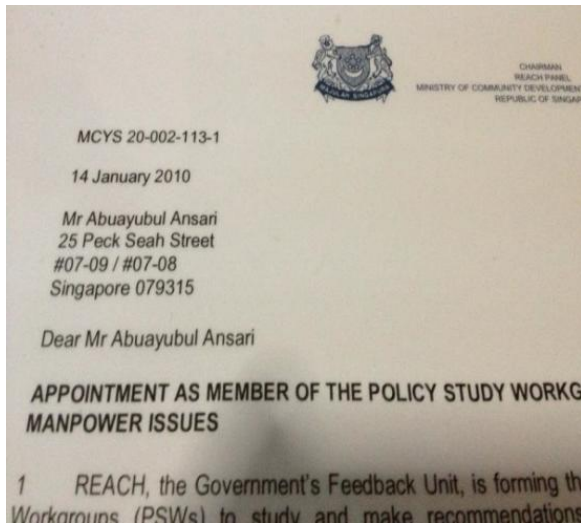 MAJULAH SINGAPURA
CHAIRMAN
REACH PANEL
MINISTRY OF COMMUNITY DEVELOPMEN
REPUBLIC OF SINGAP
MCYS 20-002-113-1
14 January 2010
Mr Abuayubul Ansari
25 Peck Seah Street
#07-09 / #07-08
Singapore 079315
Dear Mr Abuayubul Ansari
APPOINTMENT AS MEMBER OF THE POLICY STUDY WORKG
MANPOWER ISSUES
1 REACH, the Government's Feedback Unit, is forming th
Workgroups (PSWs) to study and make recommendations